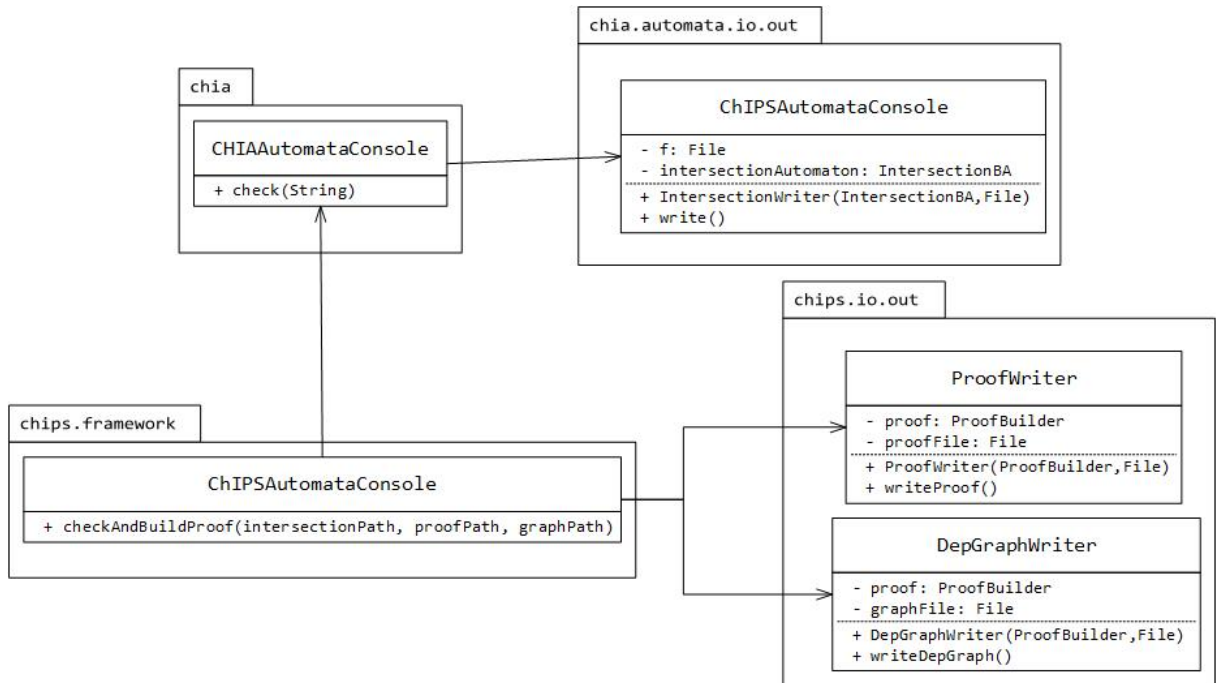 chia.automata.io.out
ChIPSAutomataConsole
- f: File
- intersectionAutomaton: IntersectionBA
+ IntersectionWriter(IntersectionBA,File)
+ write()
chia
CHIAAutomataConsole
+ check(String)
chips.io.out
ProofWriter
- proof: ProofBuilder
- proofFile: File
+ ProofWriter(ProofBuilder,File)
+ writeProof()
chips.framework
ChIPSAutomataConsole
+ checkAndBuildProof(intersectionPath, proofPath, graphPath)
DepGraphWriter
- proof: ProofBuilder
- graphFile: File
+ DepGraphWriter(ProofBuilder,File)
+ writeDepGraph()